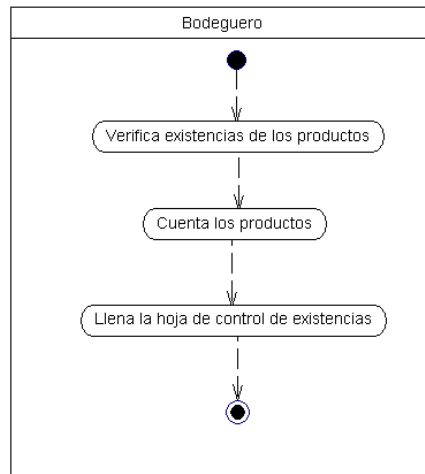 Bodeguero
Verifica existencias de los productos
Cuenta los productos
Llena la hoja de control de existencias